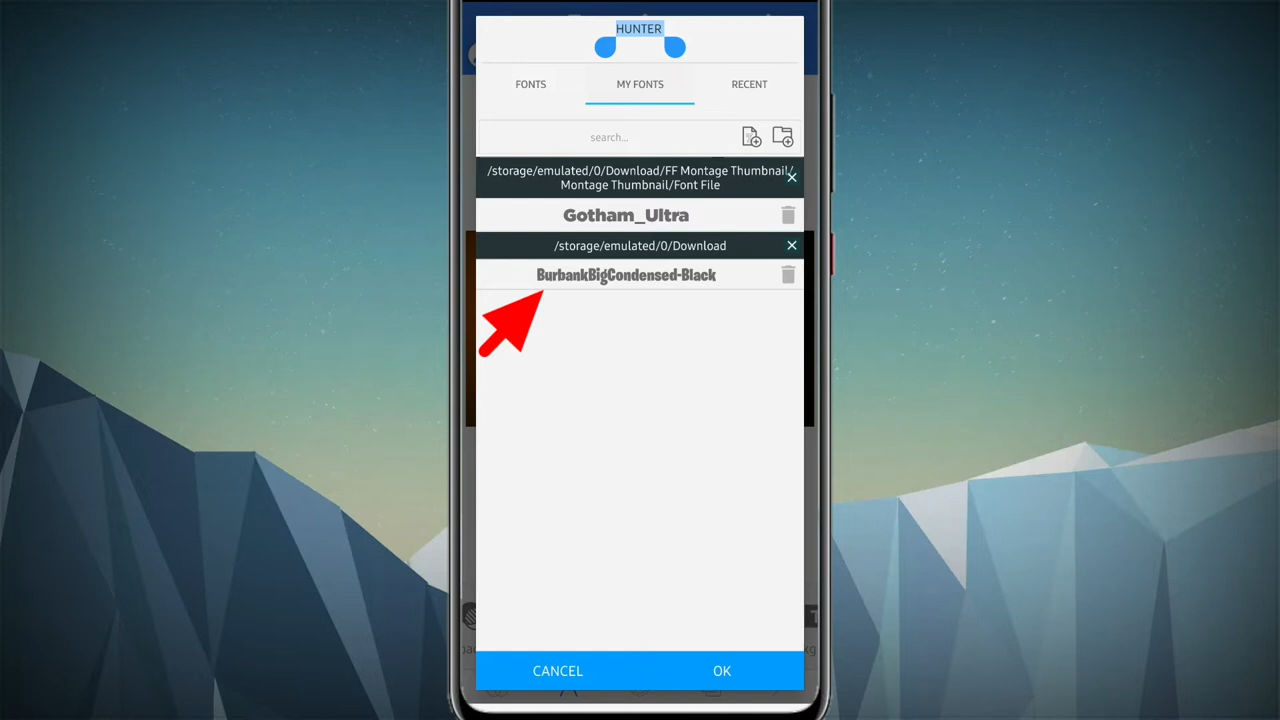 HUNTER
FONTS
MY FONTS
RECENT
search...
/storage/emulated/0/Download/FF Montage Thumbnail/
Montage Thumbnail/Font File
Gotham_Ultra
/storage/emulated/0/Download
BurbankBigCondensed-Black
CANCEL
OK